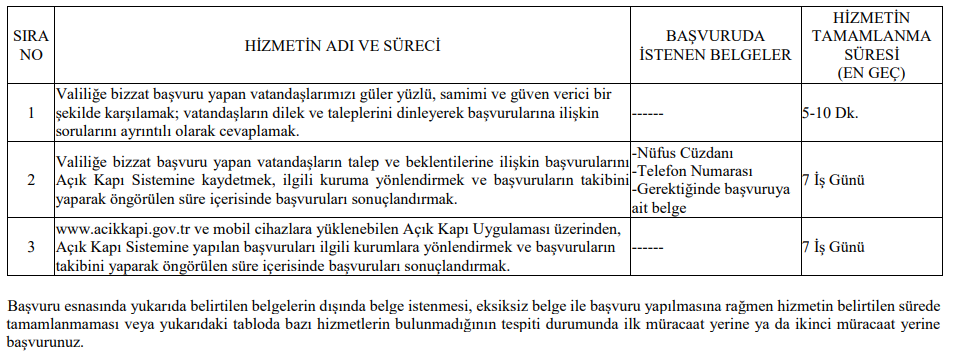 SIRA
NO
HİZMETİN ADI VE SÜRECİ
BAŞVURUDA
İSTENEN BELGELER
HİZMETİN
TAMAMLANMA
SÜRESİ
(EN GEÇ)
1
Valiliğe bizzat başvuru yapan vatandaşlarımızı güler yüzlü, samimi ve güven verici bir
şekilde karşılamak; vatandaşların dilek ve taleplerini dinleyerek başvurularına ilişkin
sorularını ayrıntılı olarak cevaplamak.
------
5-10 Dk.
2
Valiliğe bizzat başvuru yapan vatandaşların talep ve beklentilerine ilişkin başvurularını
Açık Kapı Sistemine kaydetmek, ilgili kuruma yönlendirmek ve başvuruların takibini
yaparak öngörülen süre içerisinde başvuruları sonuçlandırmak.
-Nüfus Cüzdanı
-Telefon Numarası
-Gerektiğinde başvuruya
ait belge
7 İş Günü
3
www.acikkapi.gov.tr ve mobil cihazlara yüklenebilen Açık Kapı Uygulaması üzerinden,
Açık Kapı Sistemine yapılan başvuruları ilgili kurumlara yönlendirmek ve başvuruların
takibini yaparak öngörülen süre içerisinde başvuruları sonuçlandırmak.
------
7 İş Günü
Başvuru esnasında yukarıda belirtilen belgelerin dışında belge istenmesi, eksiksiz belge ile başvuru yapılmasına rağmen hizmetin belirtilen sürede
tamamlanmaması veya yukarıdaki tabloda bazı hizmetlerin bulunmadığının tespiti durumunda ilk müracaat yerine ya da ikinci müracaat yerine
başvurunuz.